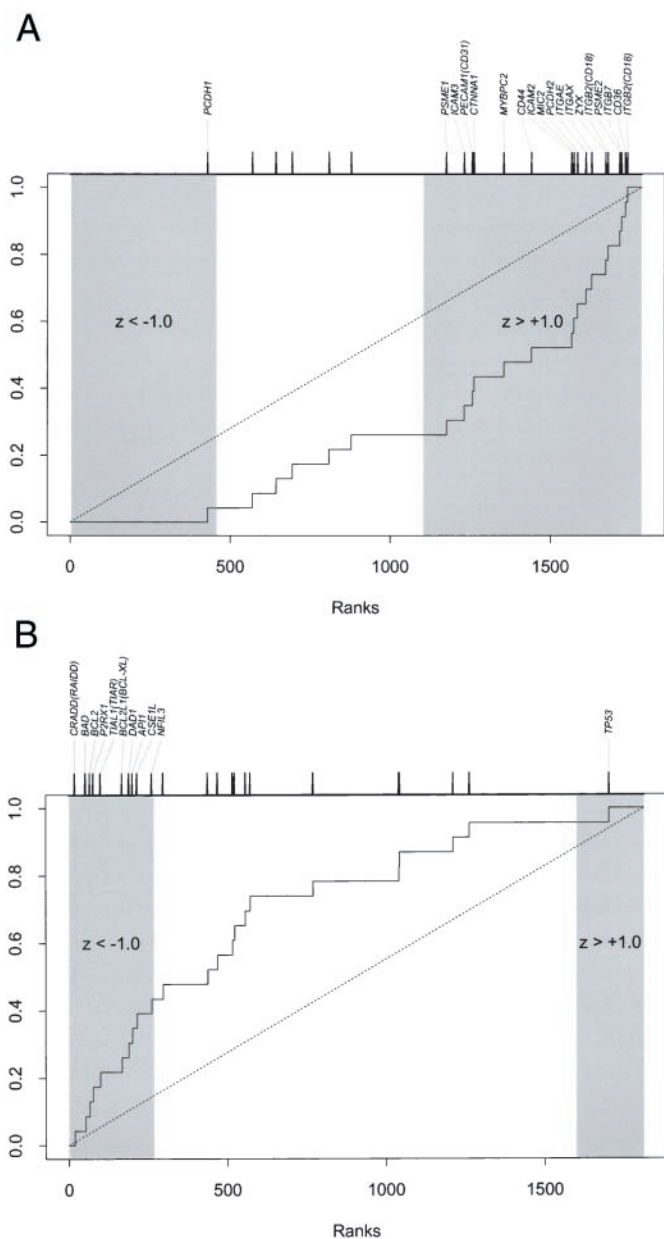 A
PCDH1
PSME1
ICAM3
PECAM1(CD31)
CTNNA1
MYBPC2
CD44
ICAM2
MIC2
PCDH2
ITGAE
ITGAX
ZYX
ITGB2(CD18)
PSME2
ITGB7
CD36
ITGB2(CD18)
1.0
0.8
0.6
0.4
0.2
0.0
z < -1.0
z > +1.0
0 500 1000 1500
Ranks
B
CRADD(RAIDD)
BAD
BCL2
P2RX1
TIAL1(TIAR)
BCL2L1(BCL-XL)
DAD1
API1
CSE1L
NFIL3
TP53
1.0
0.8
0.6
0.4
0.2
0.0
z < -1.0
z > +1.0
0 500 1000 1500
Ranks